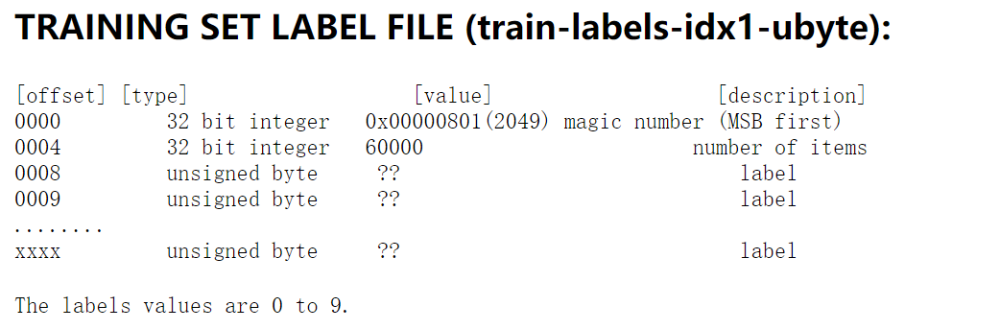 TRAINING SET LABEL FILE (train-labels-idx1-ubyte):
[offset] [type] [value] [description]
0000 32 bit integer 0x00000801(2049) magic number (MSB first)
0004 32 bit integer 60000 number of items
0008 unsigned byte ?? label
0009 unsigned byte ?? label
........
xxxx unsigned byte ?? label
The labels values are 0 to 9.